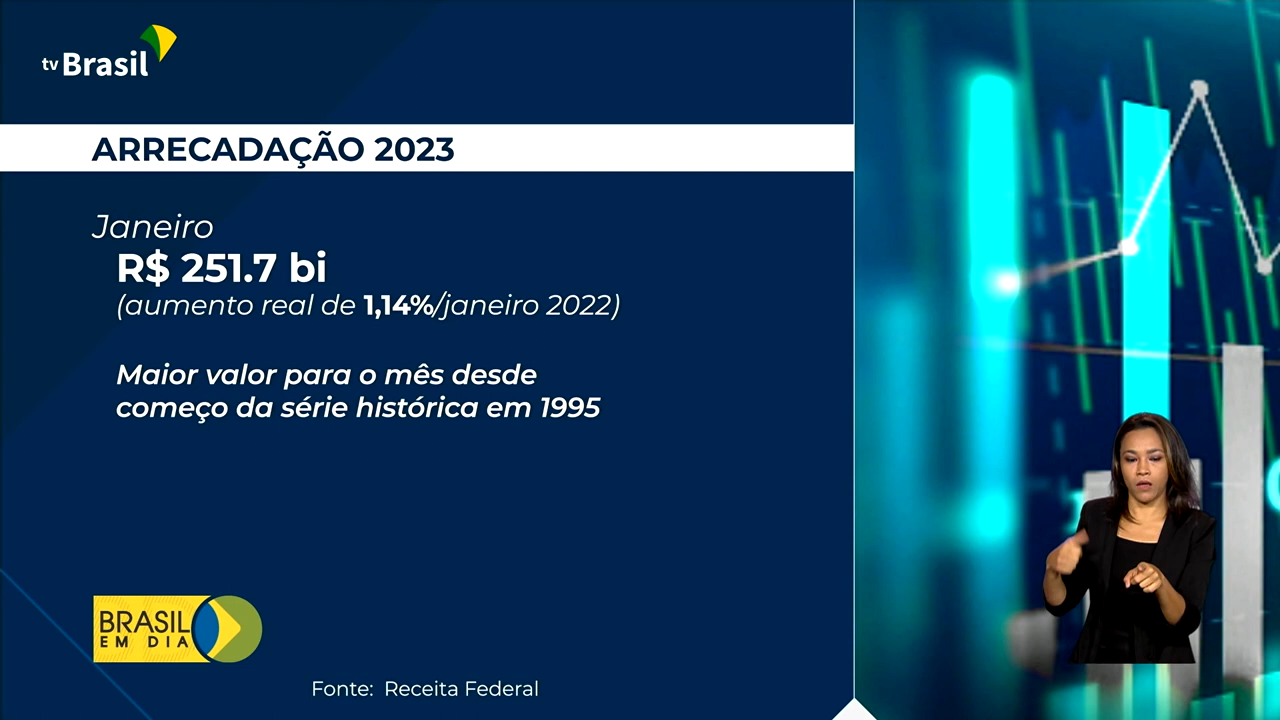 tv Brasil
ARRECADAÇÃO 2023
Janeiro
R$ 251.7 bi
(aumento real de 1,14%/janeiro 2022)
Maior valor para o mês desde
começo da série histórica em 1995
BRASIL
EM DIA
Fonte: Receita Federal